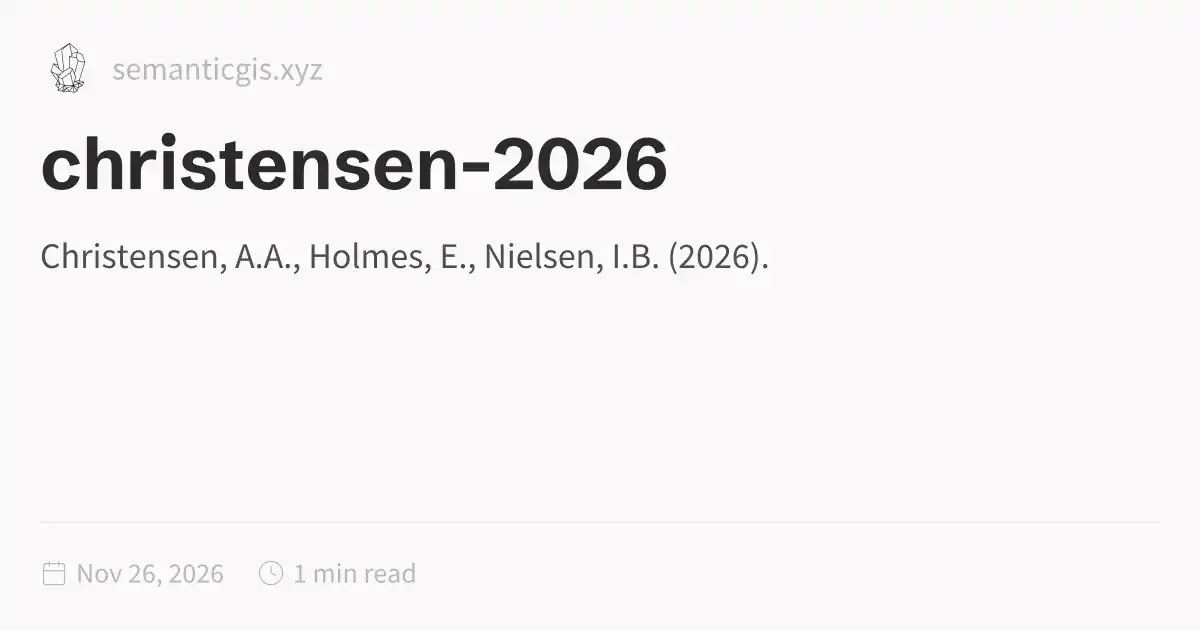 semanticgis.xyz
christensen-2026
Christensen, A.A., Holmes, E., Nielsen, I.B. (2026).
Nov 26, 2026 1 min read